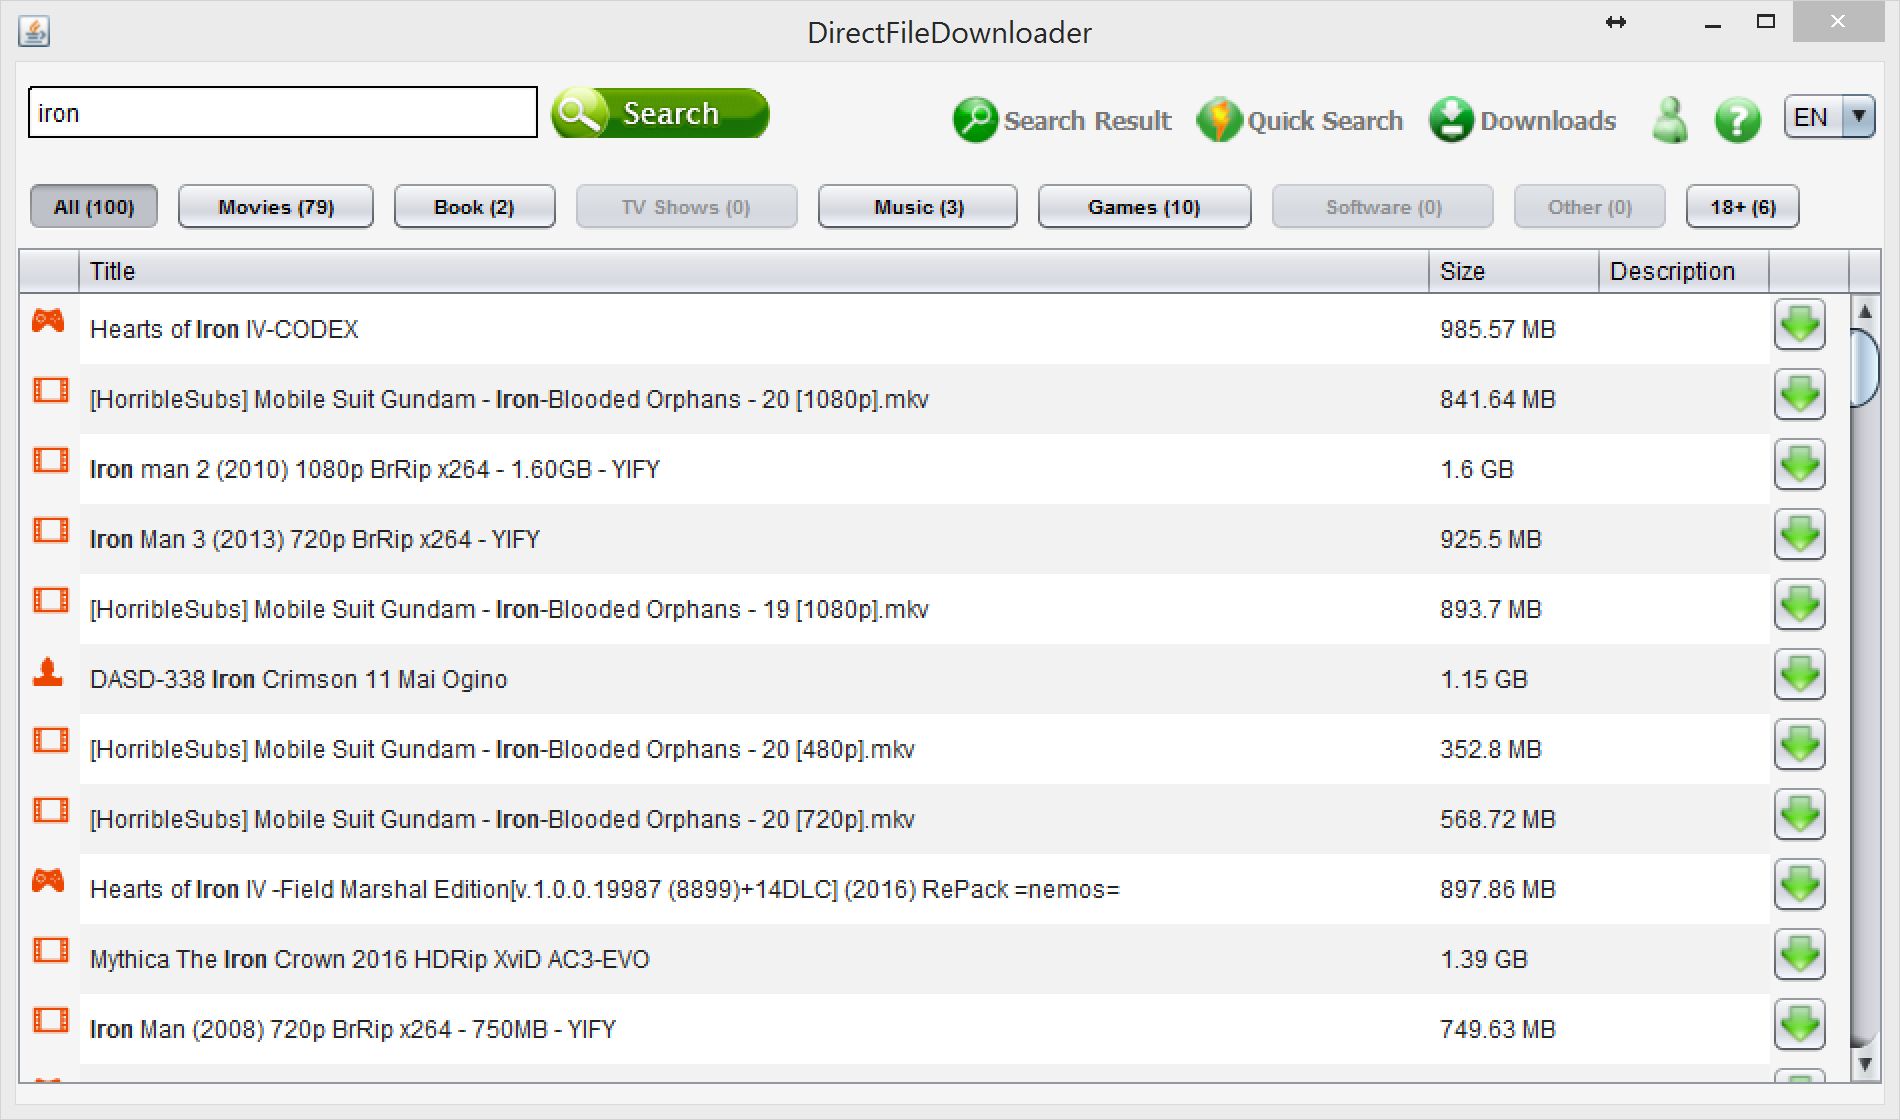 DirectFileDownloader
iron
Search
Search Result
Quick Search
Downloads
?
EN
All (100)
Movies (79)
Book (2)
TV Shows (0)
Music (3)
Games (10)
Software (0)
Other (0)
18+ (6)
Title Size Description
Hearts of Iron IV-CODEX 985.57 MB
[HorribleSubs] Mobile Suit Gundam - Iron-Blooded Orphans - 20 [1080p].mkv 841.64 MB
Iron man 2 (2010) 1080p BrRip x264 - 1.60GB - YIFY 1.6 GB
Iron Man 3 (2013) 720p BrRip x264 - YIFY 925.5 MB
[HorribleSubs] Mobile Suit Gundam - Iron-Blooded Orphans - 19 [1080p].mkv 893.7 MB
DASD-338 Iron Crimson 11 Mai Ogino 1.15 GB
[HorribleSubs] Mobile Suit Gundam - Iron-Blooded Orphans - 20 [480p].mkv 352.8 MB
[HorribleSubs] Mobile Suit Gundam - Iron-Blooded Orphans - 20 [720p].mkv 568.72 MB
Hearts of Iron IV -Field Marshal Edition[v.1.0.0.19987 (8899)+14DLC] (2016) RePack =nemos= 897.86 MB
Mythica The Iron Crown 2016 HDRip XviD AC3-EVO 1.39 GB
Iron Man (2008) 720p BrRip x264 - 750MB - YIFY 749.63 MB